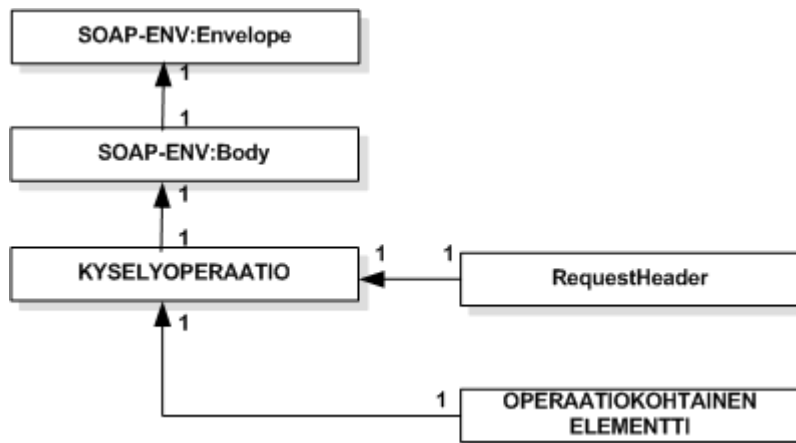 SOAP-ENV:Envelope
1
1
SOAP-ENV:Body
1
1
KYSELYOPERAATIO
1
1
RequestHeader
1
1
OPERAATIOKOHTAINEN
ELEMENTTI